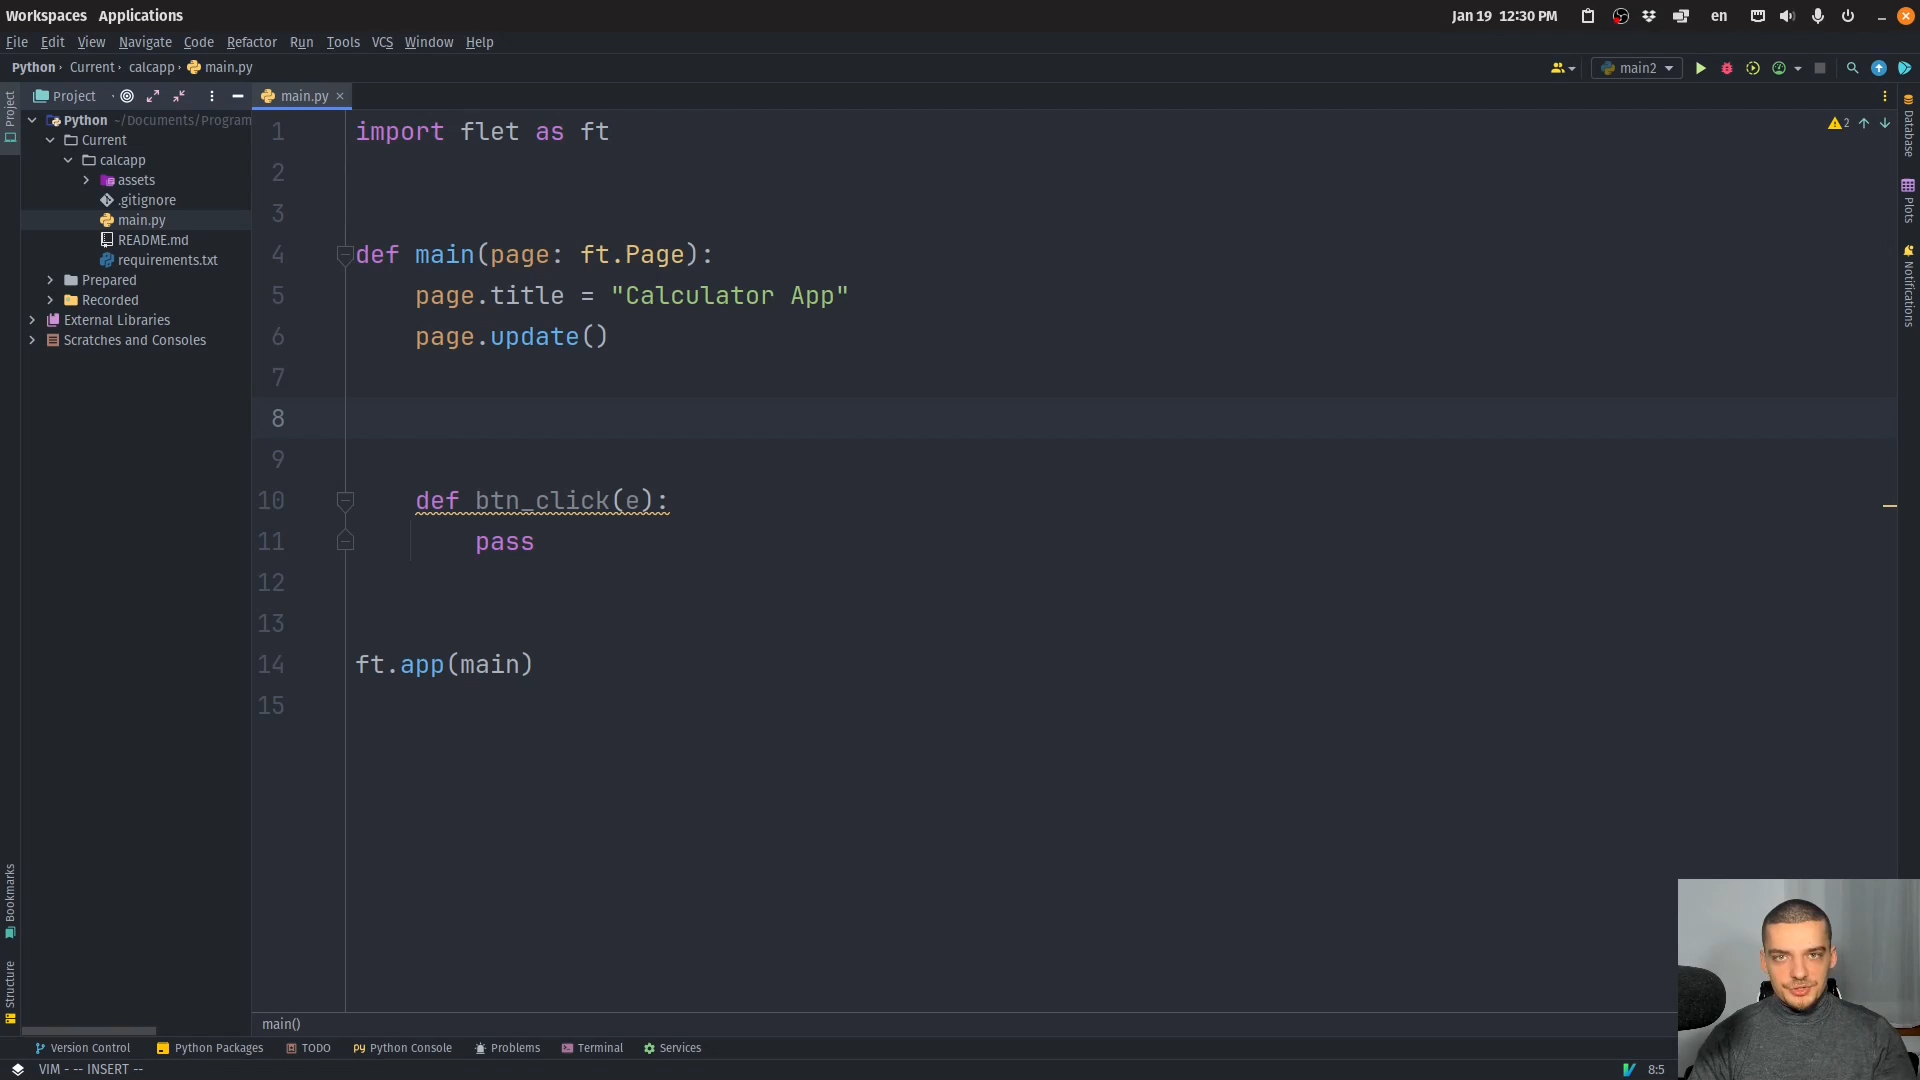 Workspaces Applications Jan 19 12:30 PM en
File Edit View Navigate Code Refactor Run Tools VCS Window Help
Python › Current › calcapp › main.py main2
Project main.py
Project
Python ~/Documents/Program
Current
calcapp
assets
.gitignore
main.py
README.md
requirements.txt
Prepared
Recorded
External Libraries
Scratches and Consoles
1 import flet as ft
2
3
4 def main(page: ft.Page):
5 page.title = "Calculator App"
6 page.update()
7
8
9
10 def btn_click(e):
11 pass
12
13
14 ft.app(main)
15
2
Database
Plots
Notifications
Bookmarks
Structure
main()
Version Control Python Packages TODO Python Console Problems Terminal Services
VIM - -- INSERT -- 8:5